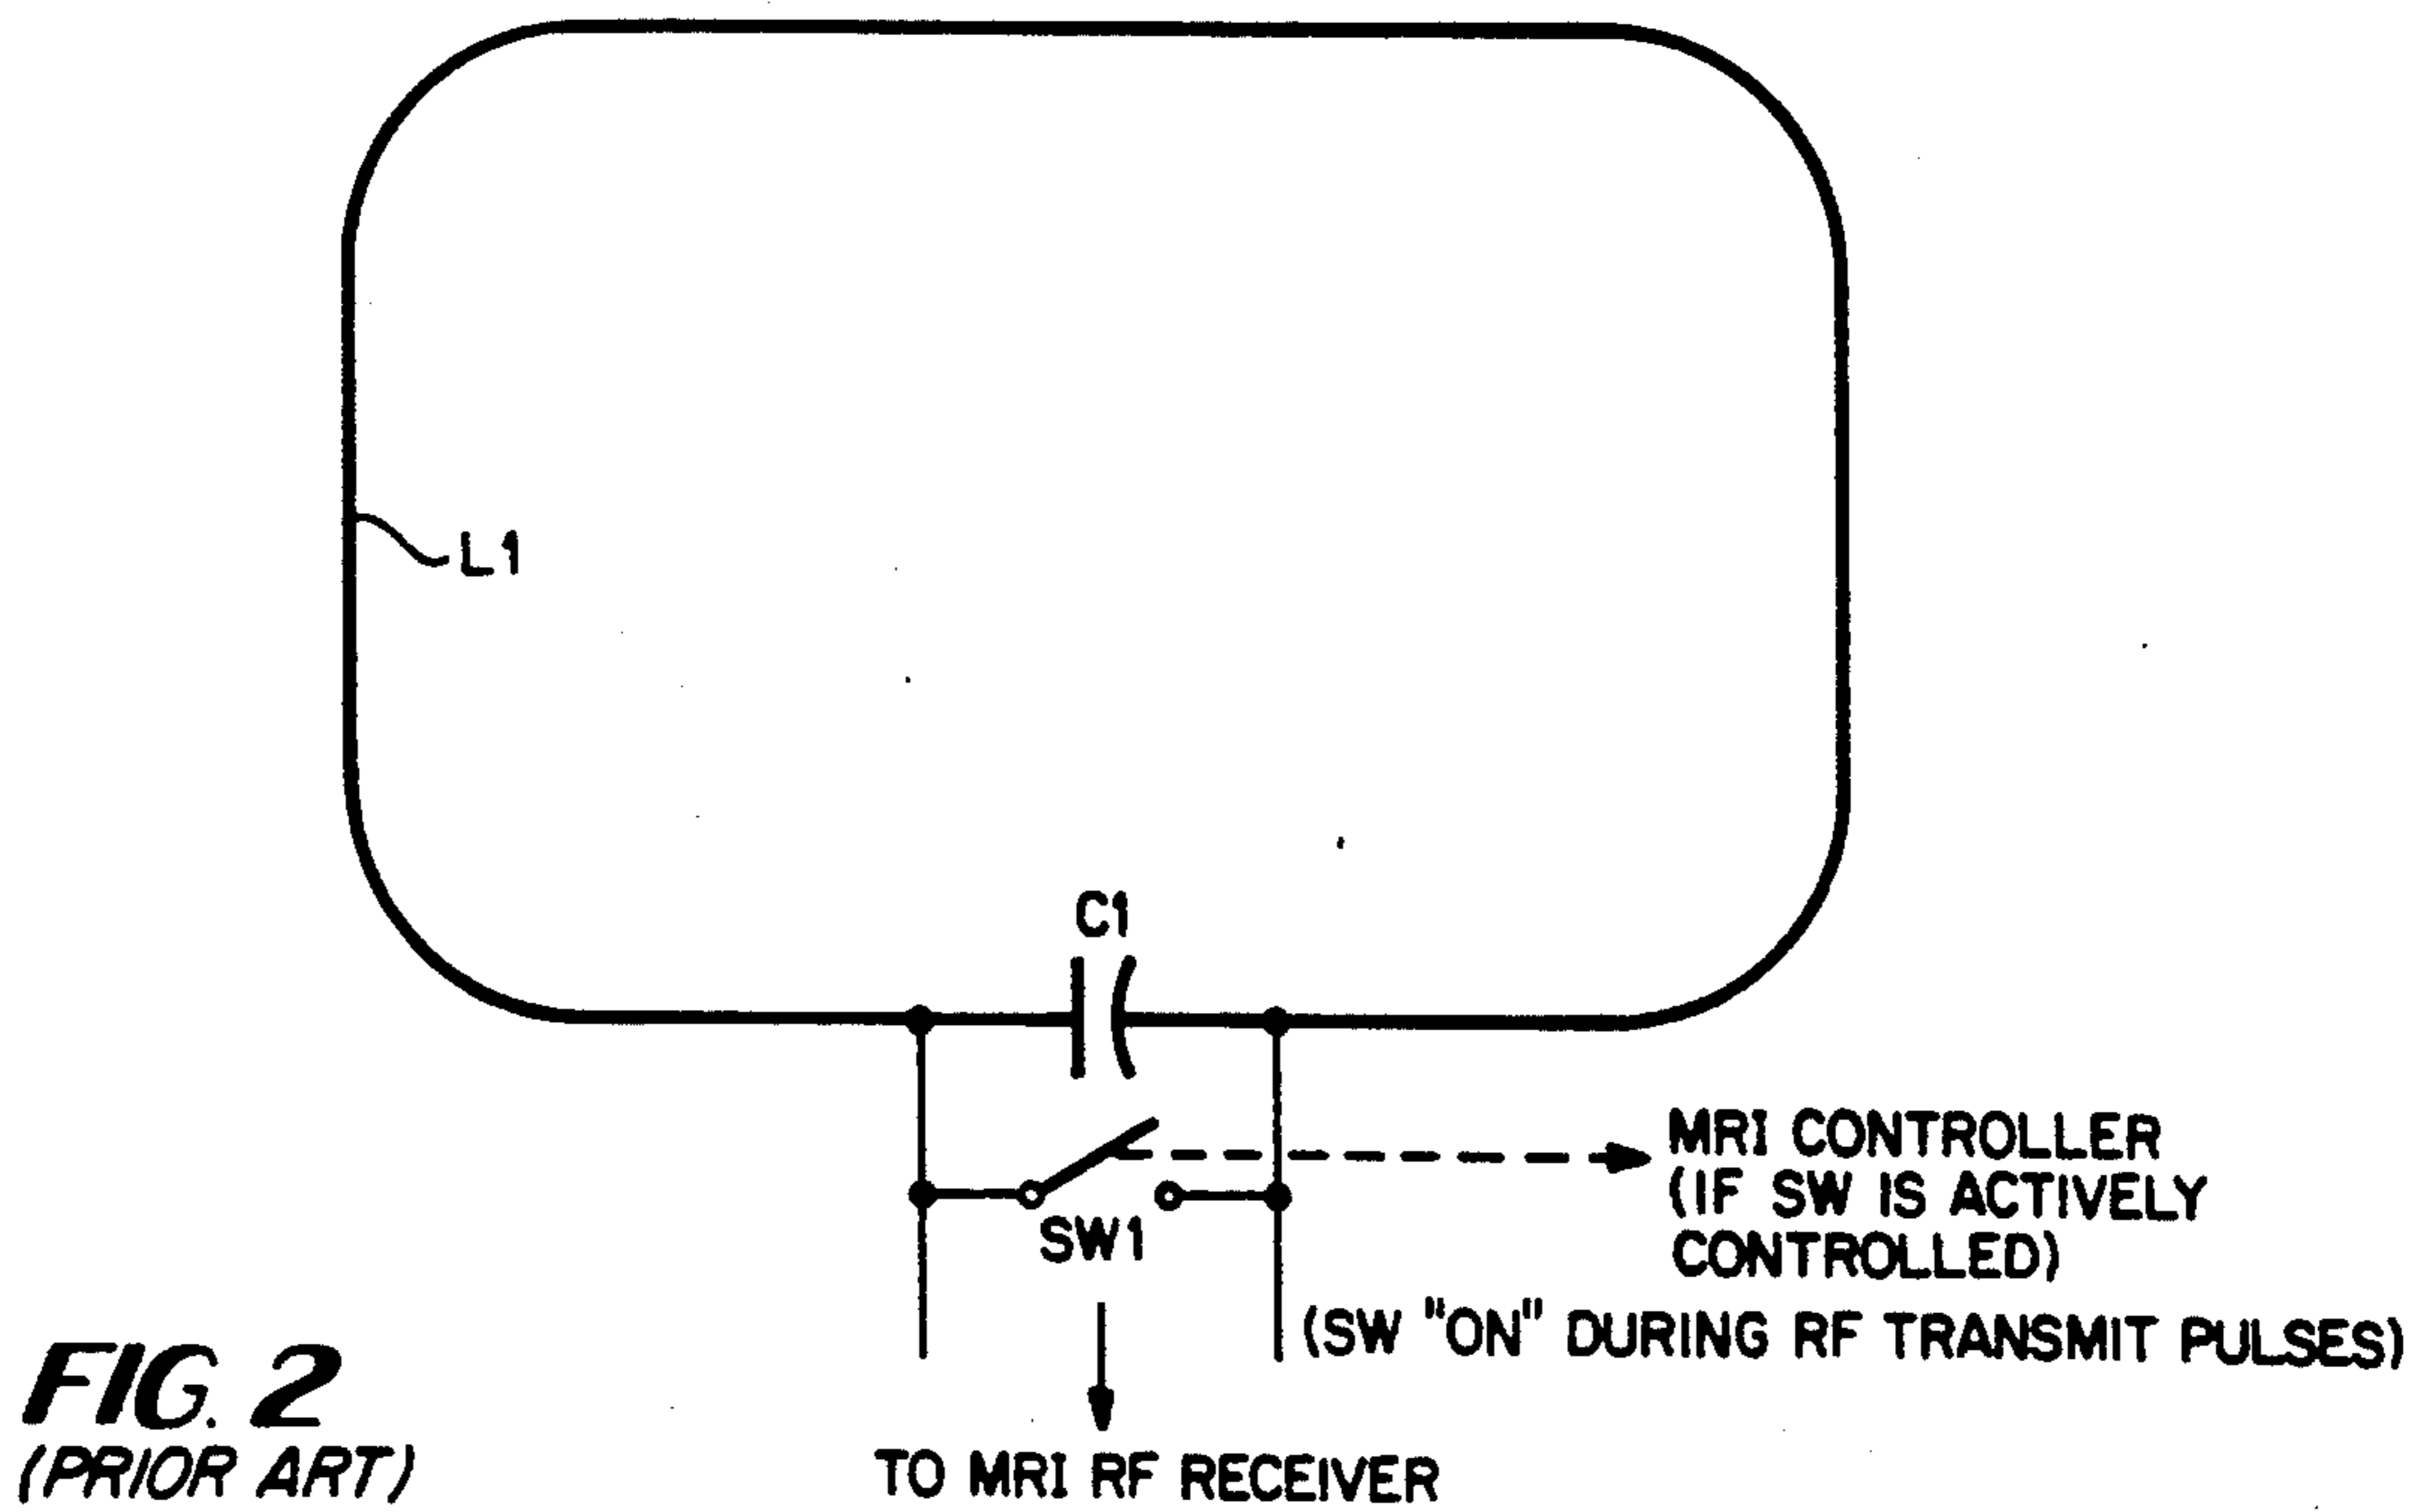 L1
C1
SW1
MRI CONTROLLER
(IF SW IS ACTIVELY
CONTROLLED)
(SW "ON" DURING RF TRANSMIT PULSES)
TO MRI RF RECEIVER
FIG. 2
(PRIOR ART)